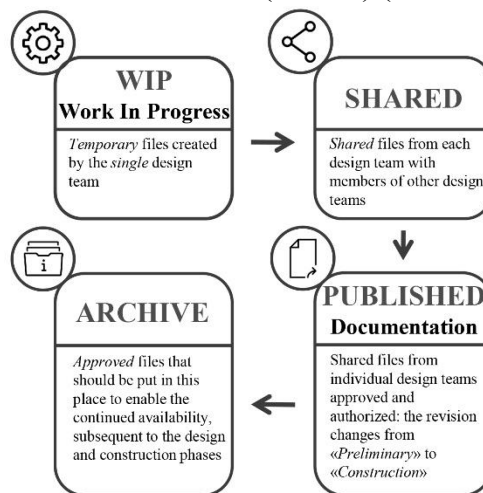 WIP
Work In Progress
Temporary files created
by the single design
team
SHARED
Shared files from each
design team with
members of other design
teams
ARCHIVE
Approved files that
should be put in this
place to enable the
continued availability,
subsequent to the design
and construction phases
i
PUBLISHED
Documentation
Shared files from
individual design teams
approved and
authorized: the revision
changes from
«Preliminary» to
«Construction»